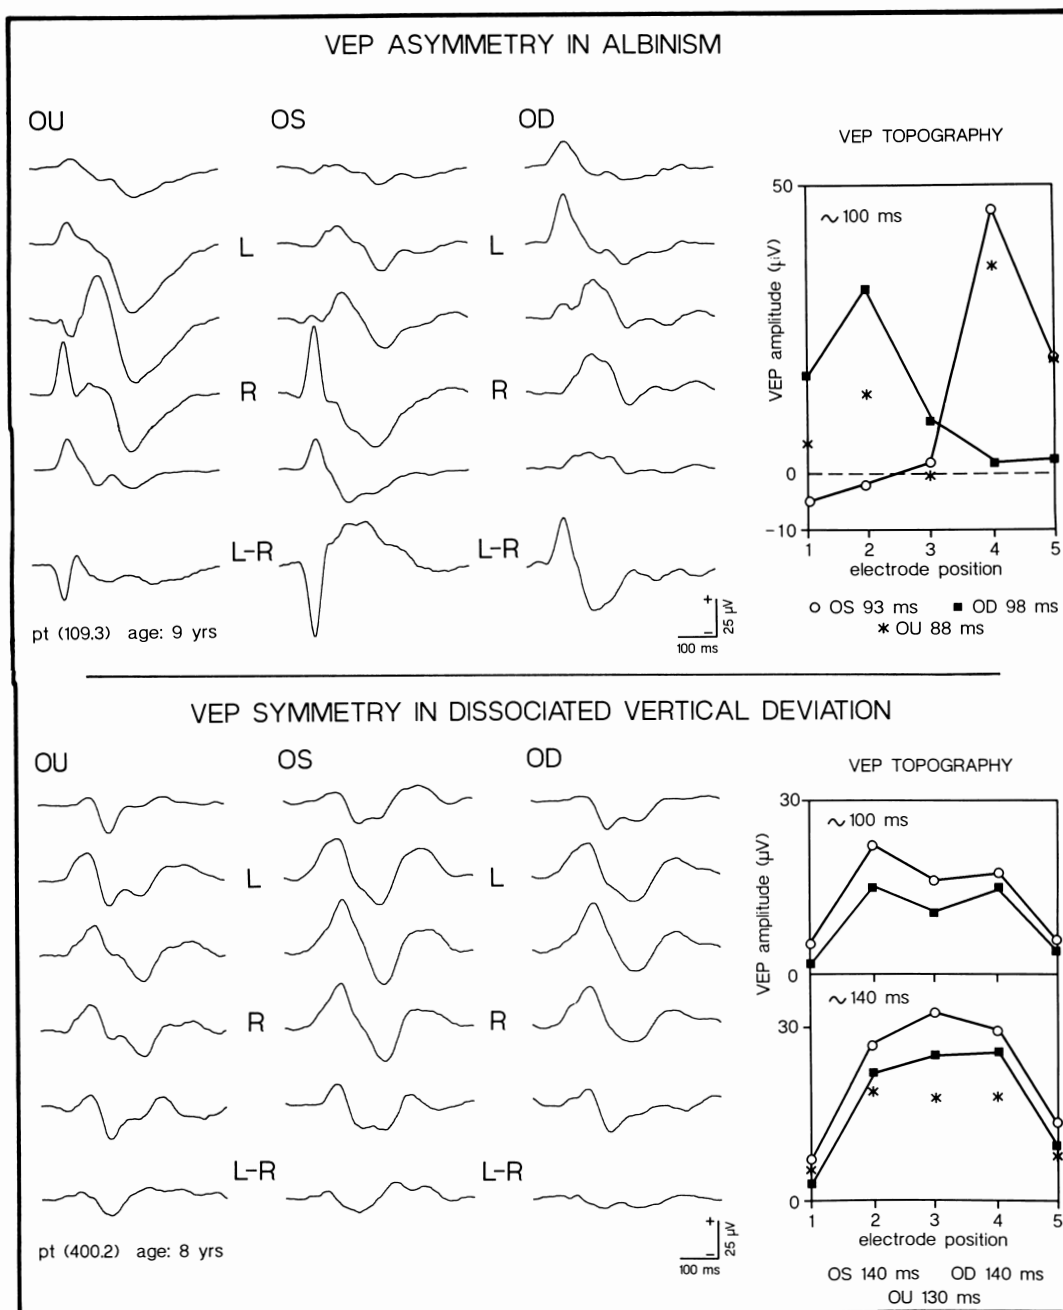 VEP ASYMMETRY IN ALBINISM
OU OS OD
L L
R R
L-R L-R
pt (109.3) age: 9 yrs
+
−
25 µV
100 ms
VEP TOPOGRAPHY
50
~100 ms
VEP amplitude (µV)
0
-10
1 2 3 4 5
electrode position
OS 93 ms OD 98 ms
OU 88 ms
VEP SYMMETRY IN DISSOCIATED VERTICAL DEVIATION
OU OS OD
L L
R R
L-R L-R
pt (400.2) age: 8 yrs
+
−
25 µV
100 ms
VEP TOPOGRAPHY
30
~100 ms
VEP amplitude (µV)
0
~140 ms
30
0
1 2 3 4 5
electrode position
OS 140 ms OD 140 ms
OU 130 ms